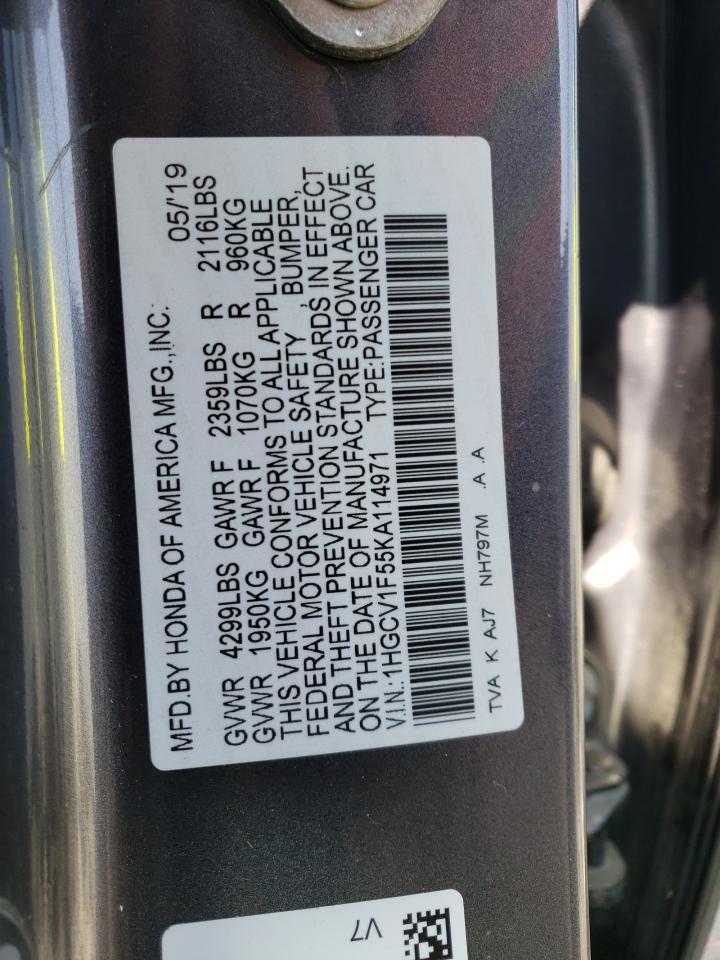 MFD.BY HONDA OF AMERICA MFG.,INC. 05/'19
GVWR 4299LBS GAWR F 2359LBS R 2116LBS
GVWR 1950KG GAWR F 1070KG R 960KG
THIS VEHICLE CONFORMS TO ALL APPLICABLE
FEDERAL MOTOR VEHICLE SAFETY, BUMPER,
AND THEFT PREVENTION STANDARDS IN EFFECT
ON THE DATE OF MANUFACTURE SHOWN ABOVE.
V.I.N.:1HGCV1F55KA114971 TYPE:PASSENGER CAR
TVA K AJ7 NH797M .A .A
V7